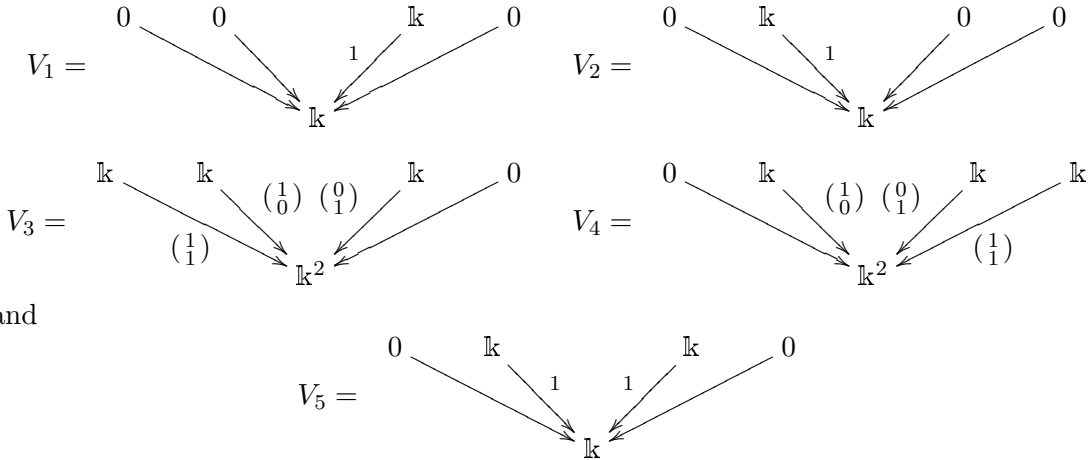 0 0 𝕜 0 0 𝕜 0 0
V₁ = 1 V₂ = 1
𝕜 𝕜
𝕜 𝕜 𝕜 0 0 𝕜 𝕜 𝕜
(1 0) (0 1) (1 0) (0 1)
V₃ = (1 1) V₄ = (1 1)
𝕜² 𝕜²
and
0 𝕜 𝕜 0
V₅ = 1 1
𝕜